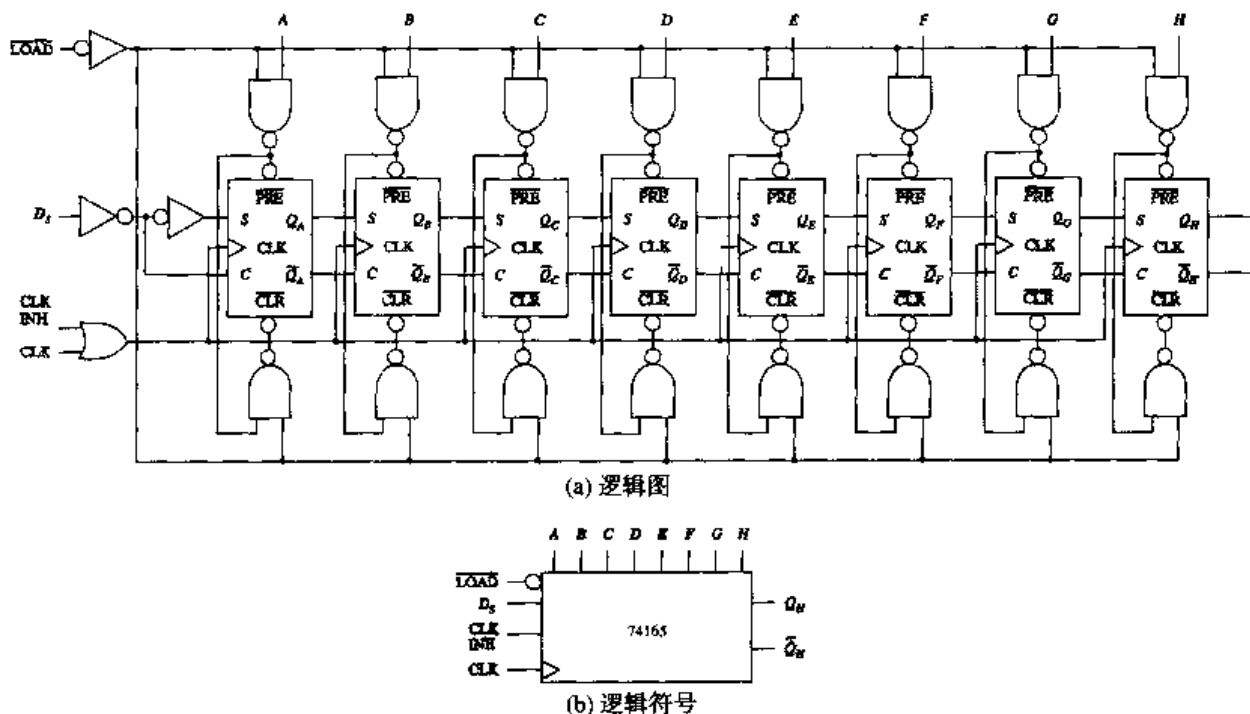 A B C D E F G H
LOAD
PRE PRE PRE PRE PRE PRE PRE PRE
D_S S Q_A S Q_B S Q_C S Q_D S Q_E S Q_F S Q_G S Q_H
CLK CLK CLK CLK CLK CLK CLK CLK
C Q̄_A C Q̄_B C Q̄_C C Q̄_D C Q̄_E C Q̄_F C Q̄_G C Q̄_H
CLR CLR CLR CLR CLR CLR CLR CLR
CLK
INH
CLK
(a) 逻辑图
A B C D E F G H
LOAD
D_S
CLK
INH
CLK
74165
Q_H
Q̄_H
(b) 逻辑符号